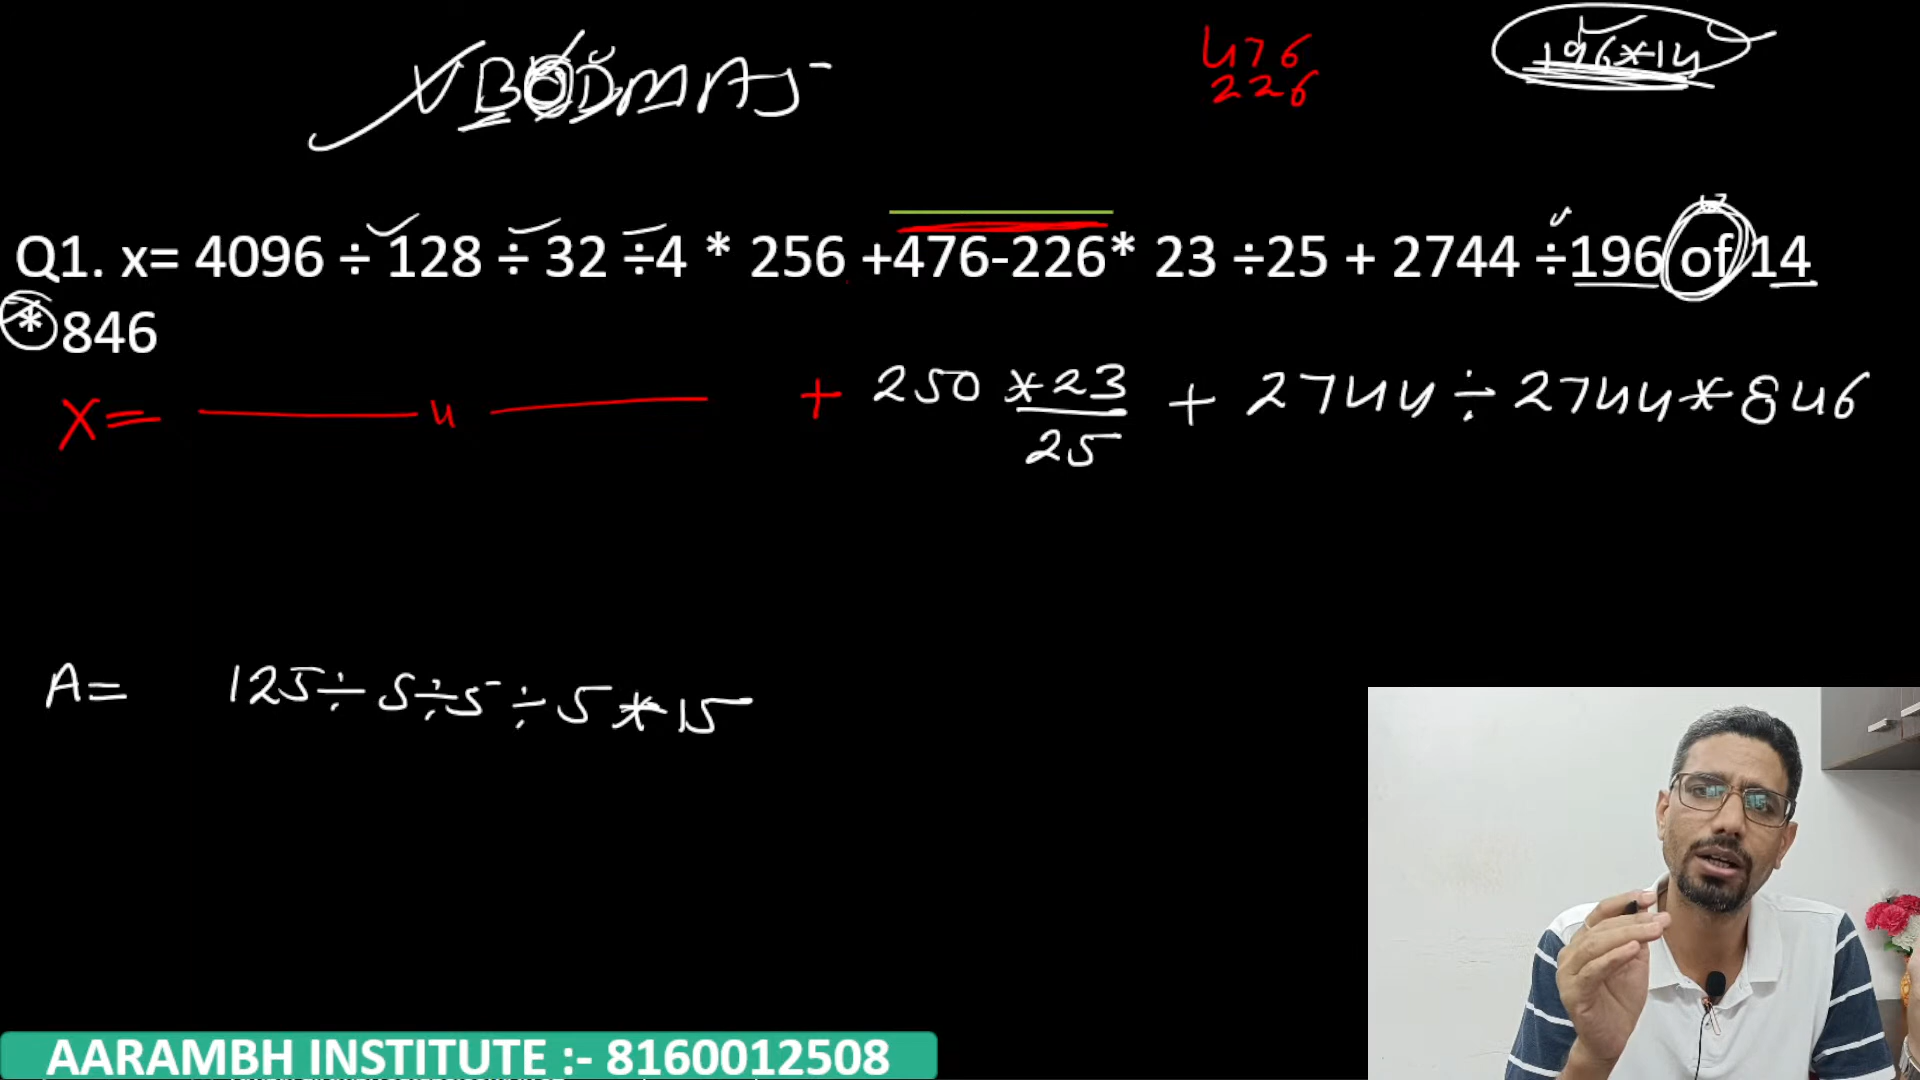 VBODMAS
476
226
196*14
Q1. x= 4096 ÷ 128 ÷ 32 ÷4 * 256 +476-226* 23 ÷25 + 2744 ÷196 of 14
*846
X= 4 + 250 *23/25 + 2744 ÷ 2744*846
A= 125÷5÷5÷5*15
AARAMBH INSTITUTE :- 8160012508